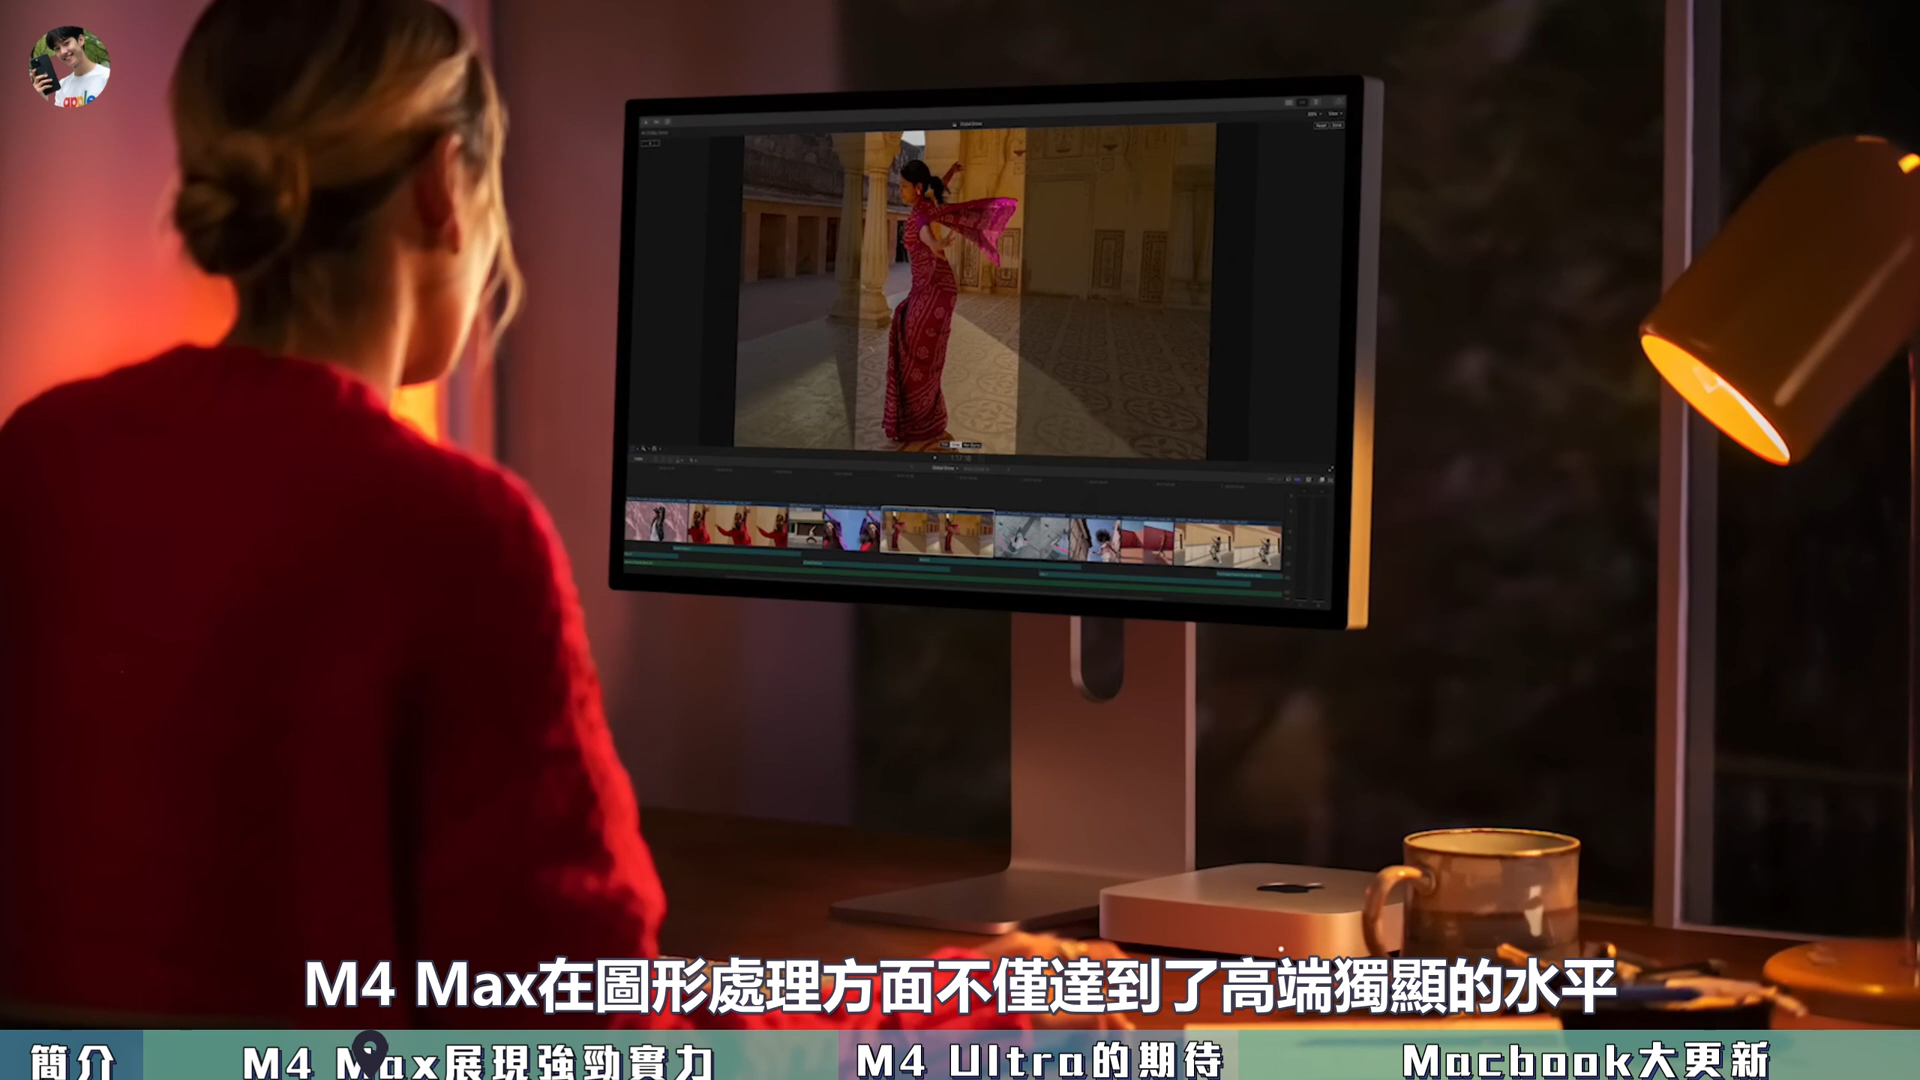 apple
M4 Max在圖形處理方面不僅達到了高端獨顯的水平
簡介
M4 Max展現強勁實力
M4 Ultra的期待
Macbook大更新